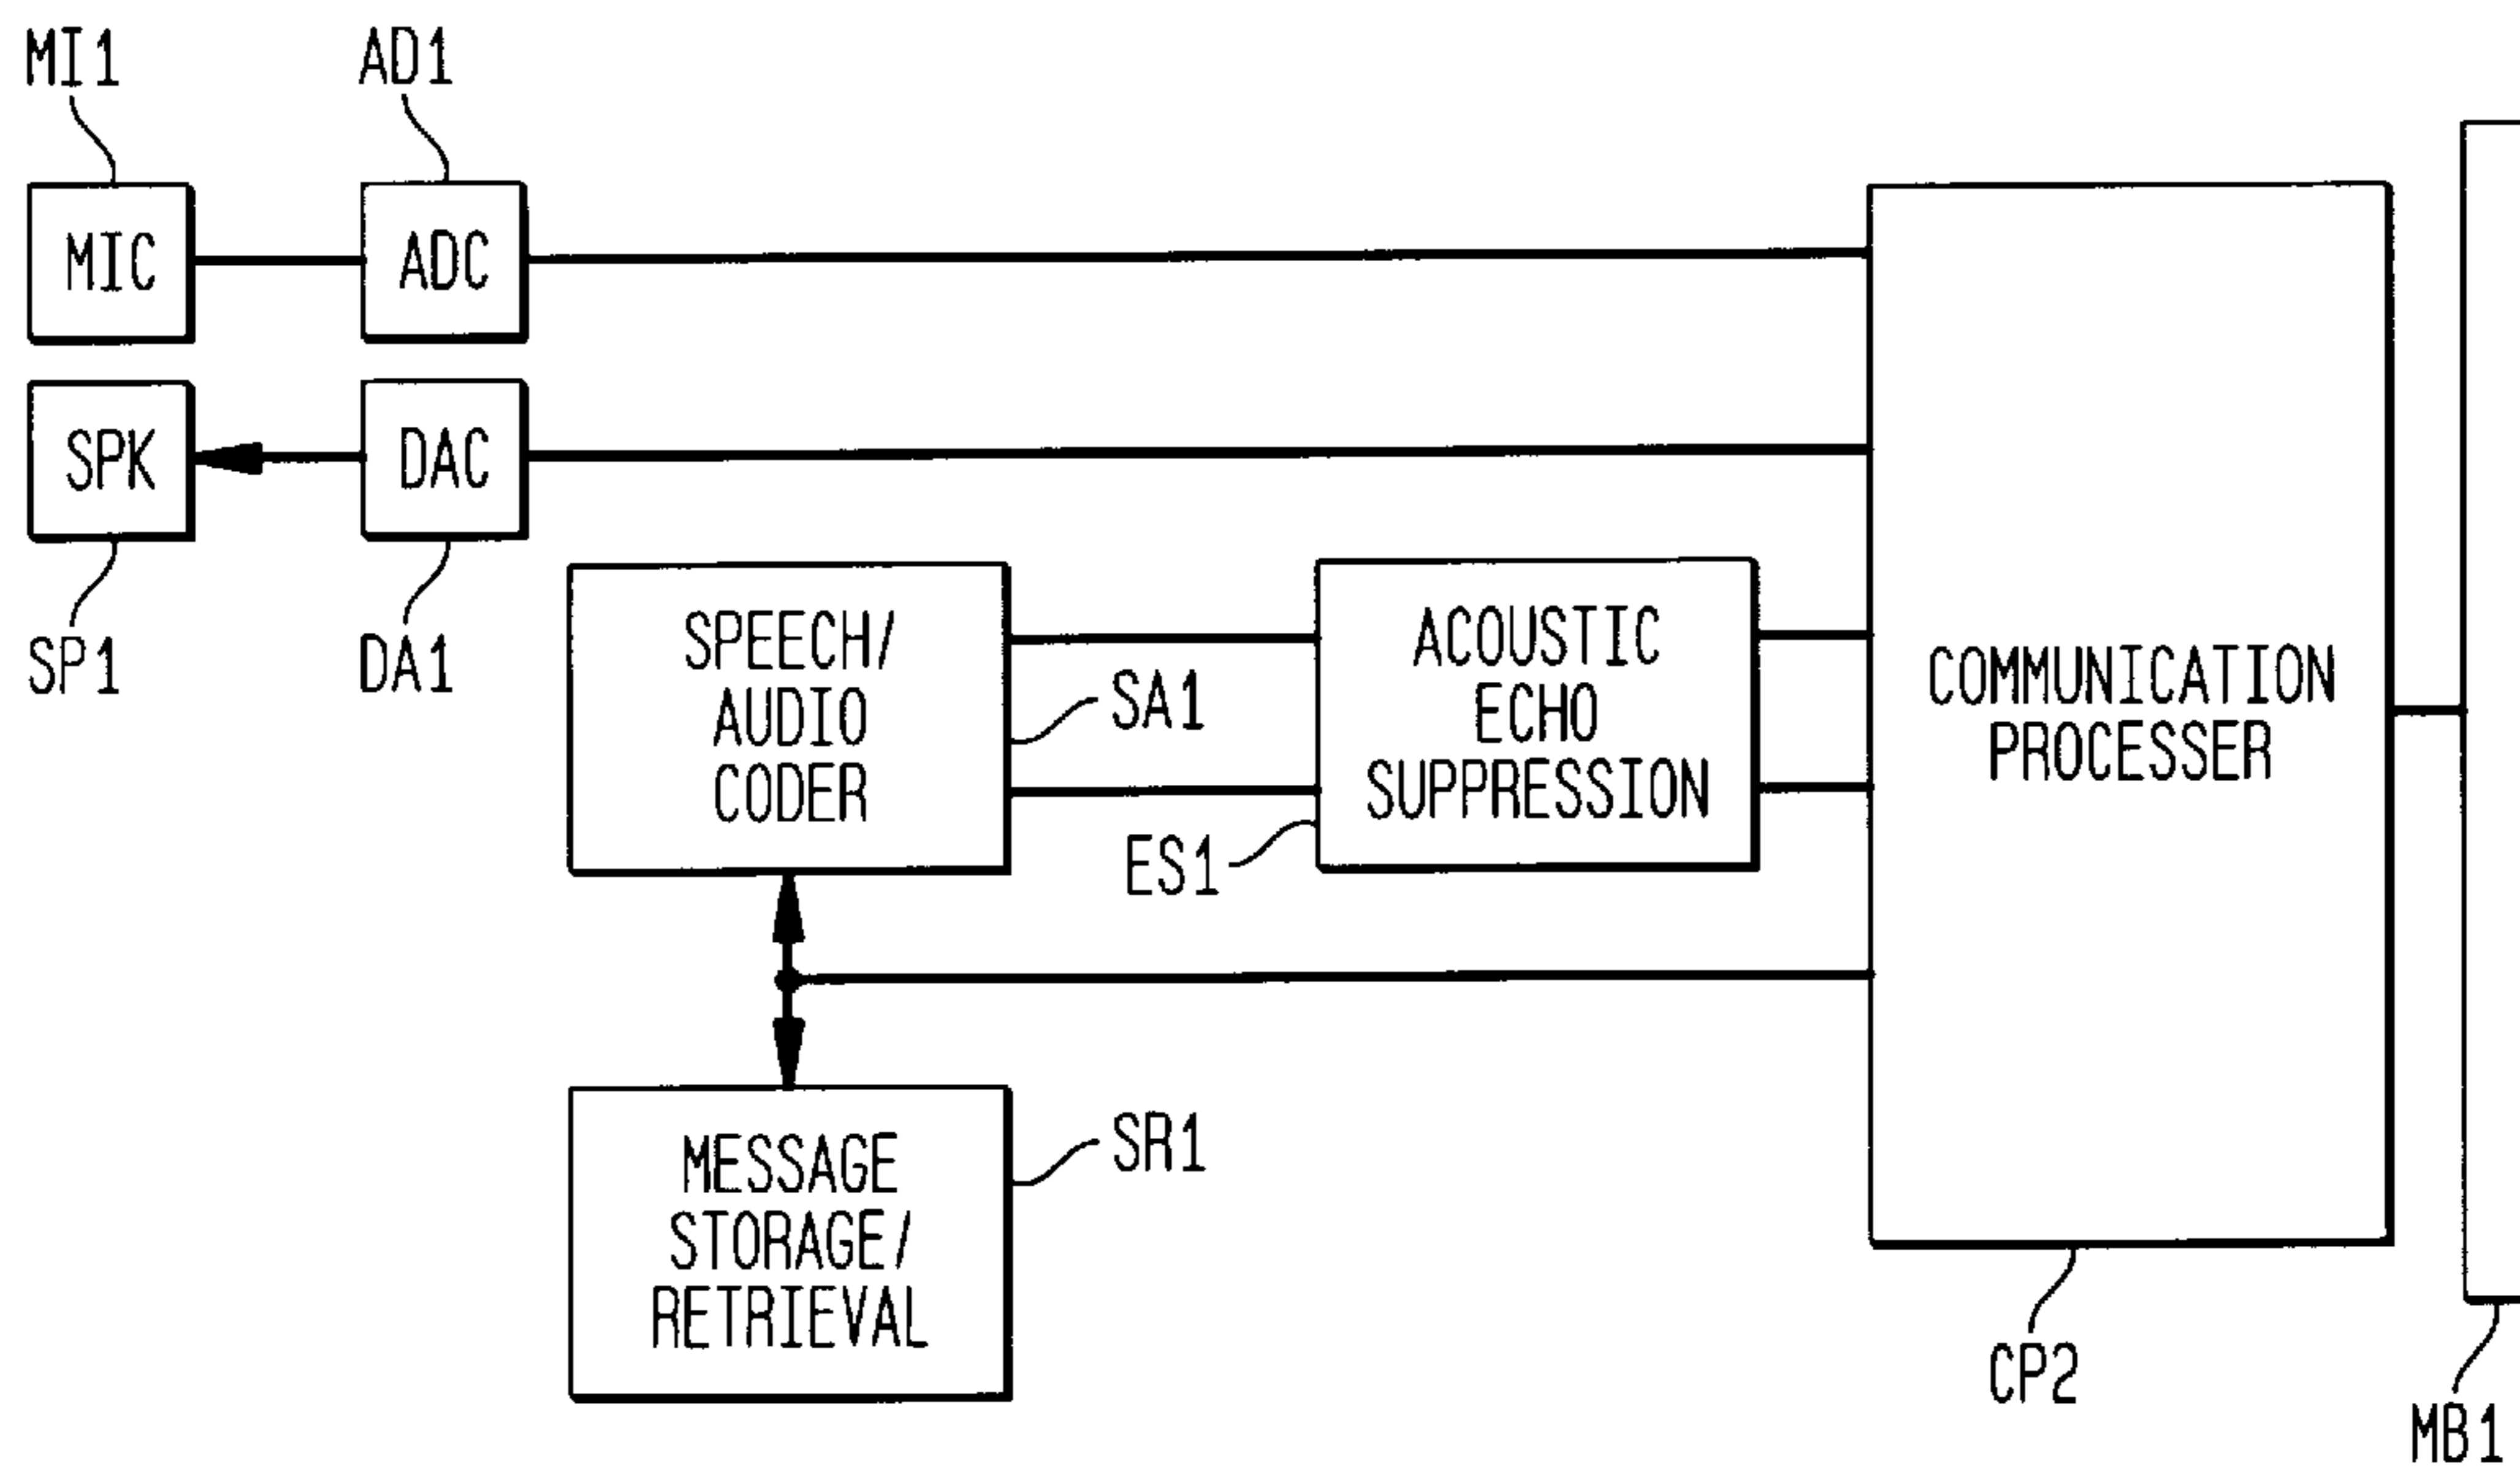 MI1
AD1
MIC
ADC
SPK
DAC
SP1
DA1
SPEECH/
AUDIO
CODER
SA1
ACOUSTIC
ECHO
SUPPRESSION
ES1
COMMUNICATION
PROCESSER
MESSAGE
STORAGE/
RETRIEVAL
SR1
CP2
MB1